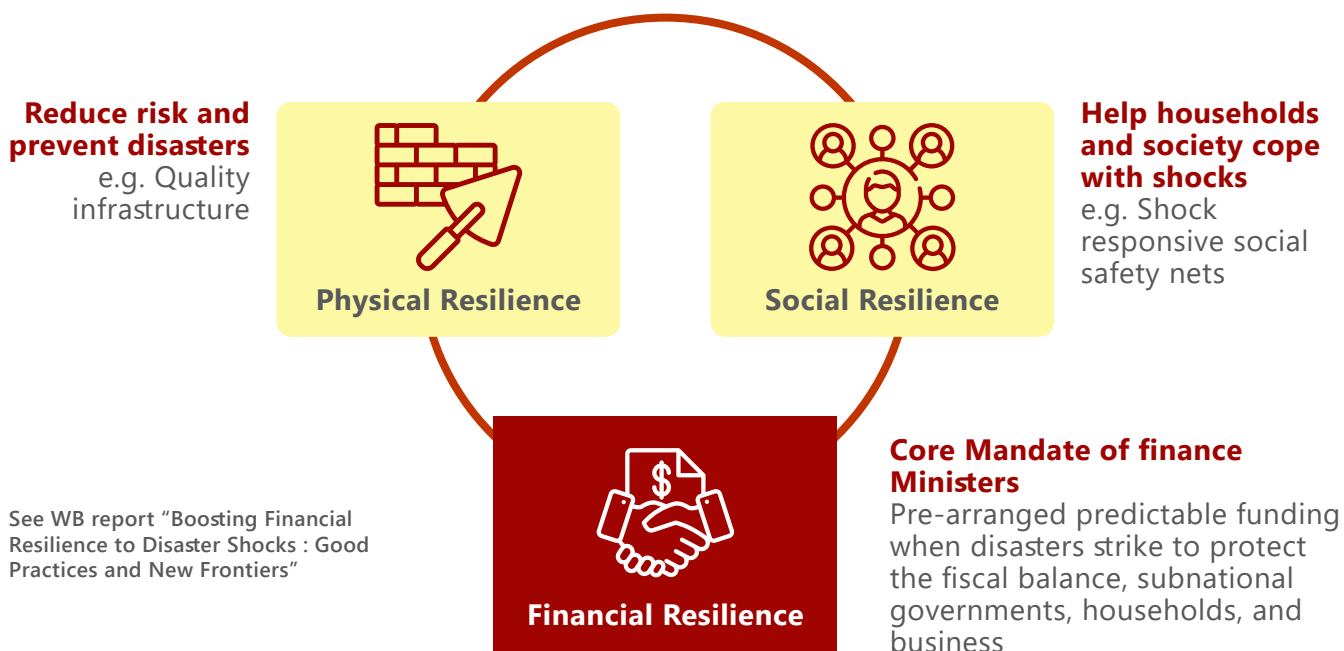 Reduce risk and
prevent disasters
e.g. Quality
infrastructure
Physical Resilience
Social Resilience
Help households
and society cope
with shocks
e.g. Shock
responsive social
safety nets
See WB report “Boosting Financial
Resilience to Disaster Shocks : Good
Practices and New Frontiers”
$
Financial Resilience
Core Mandate of finance
Ministers
Pre-arranged predictable funding
when disasters strike to protect
the fiscal balance, subnational
governments, households, and
business